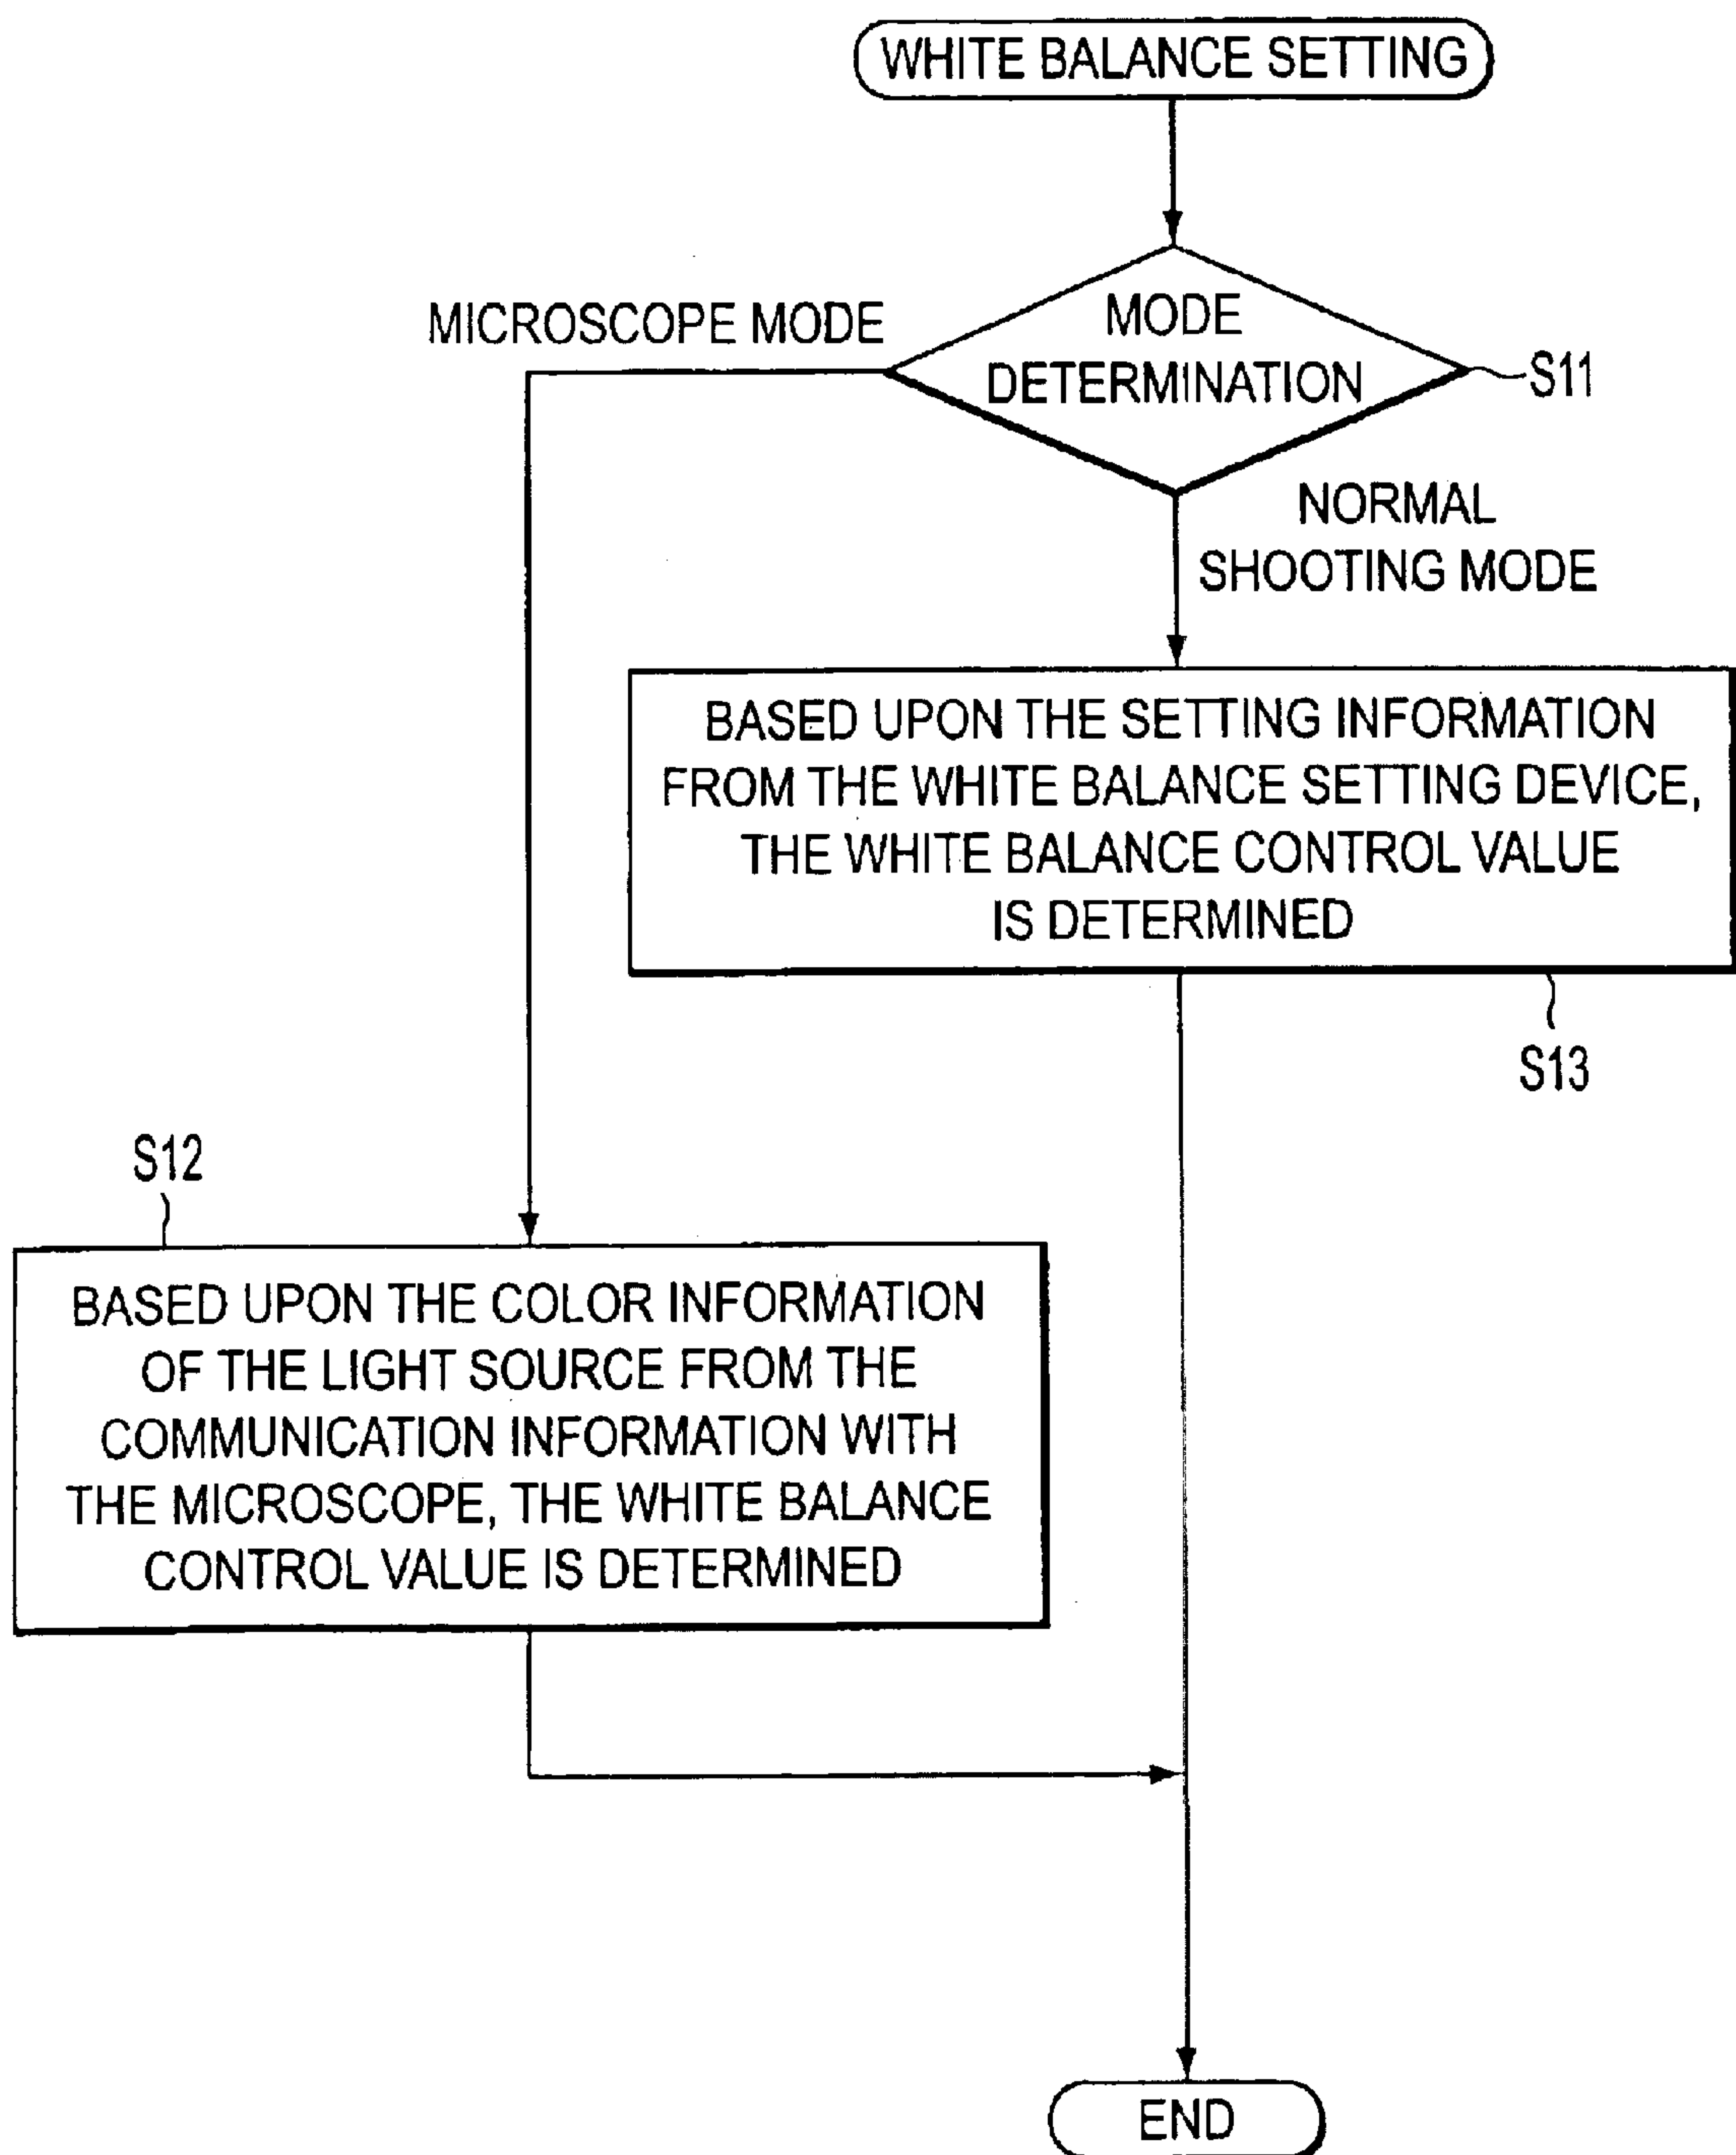 WHITE BALANCE SETTING
MICROSCOPE MODE
MODE
DETERMINATION
S11
NORMAL
SHOOTING MODE
BASED UPON THE SETTING INFORMATION
FROM THE WHITE BALANCE SETTING DEVICE,
THE WHITE BALANCE CONTROL VALUE
IS DETERMINED
S13
S12
BASED UPON THE COLOR INFORMATION
OF THE LIGHT SOURCE FROM THE
COMMUNICATION INFORMATION WITH
THE MICROSCOPE, THE WHITE BALANCE
CONTROL VALUE IS DETERMINED
END